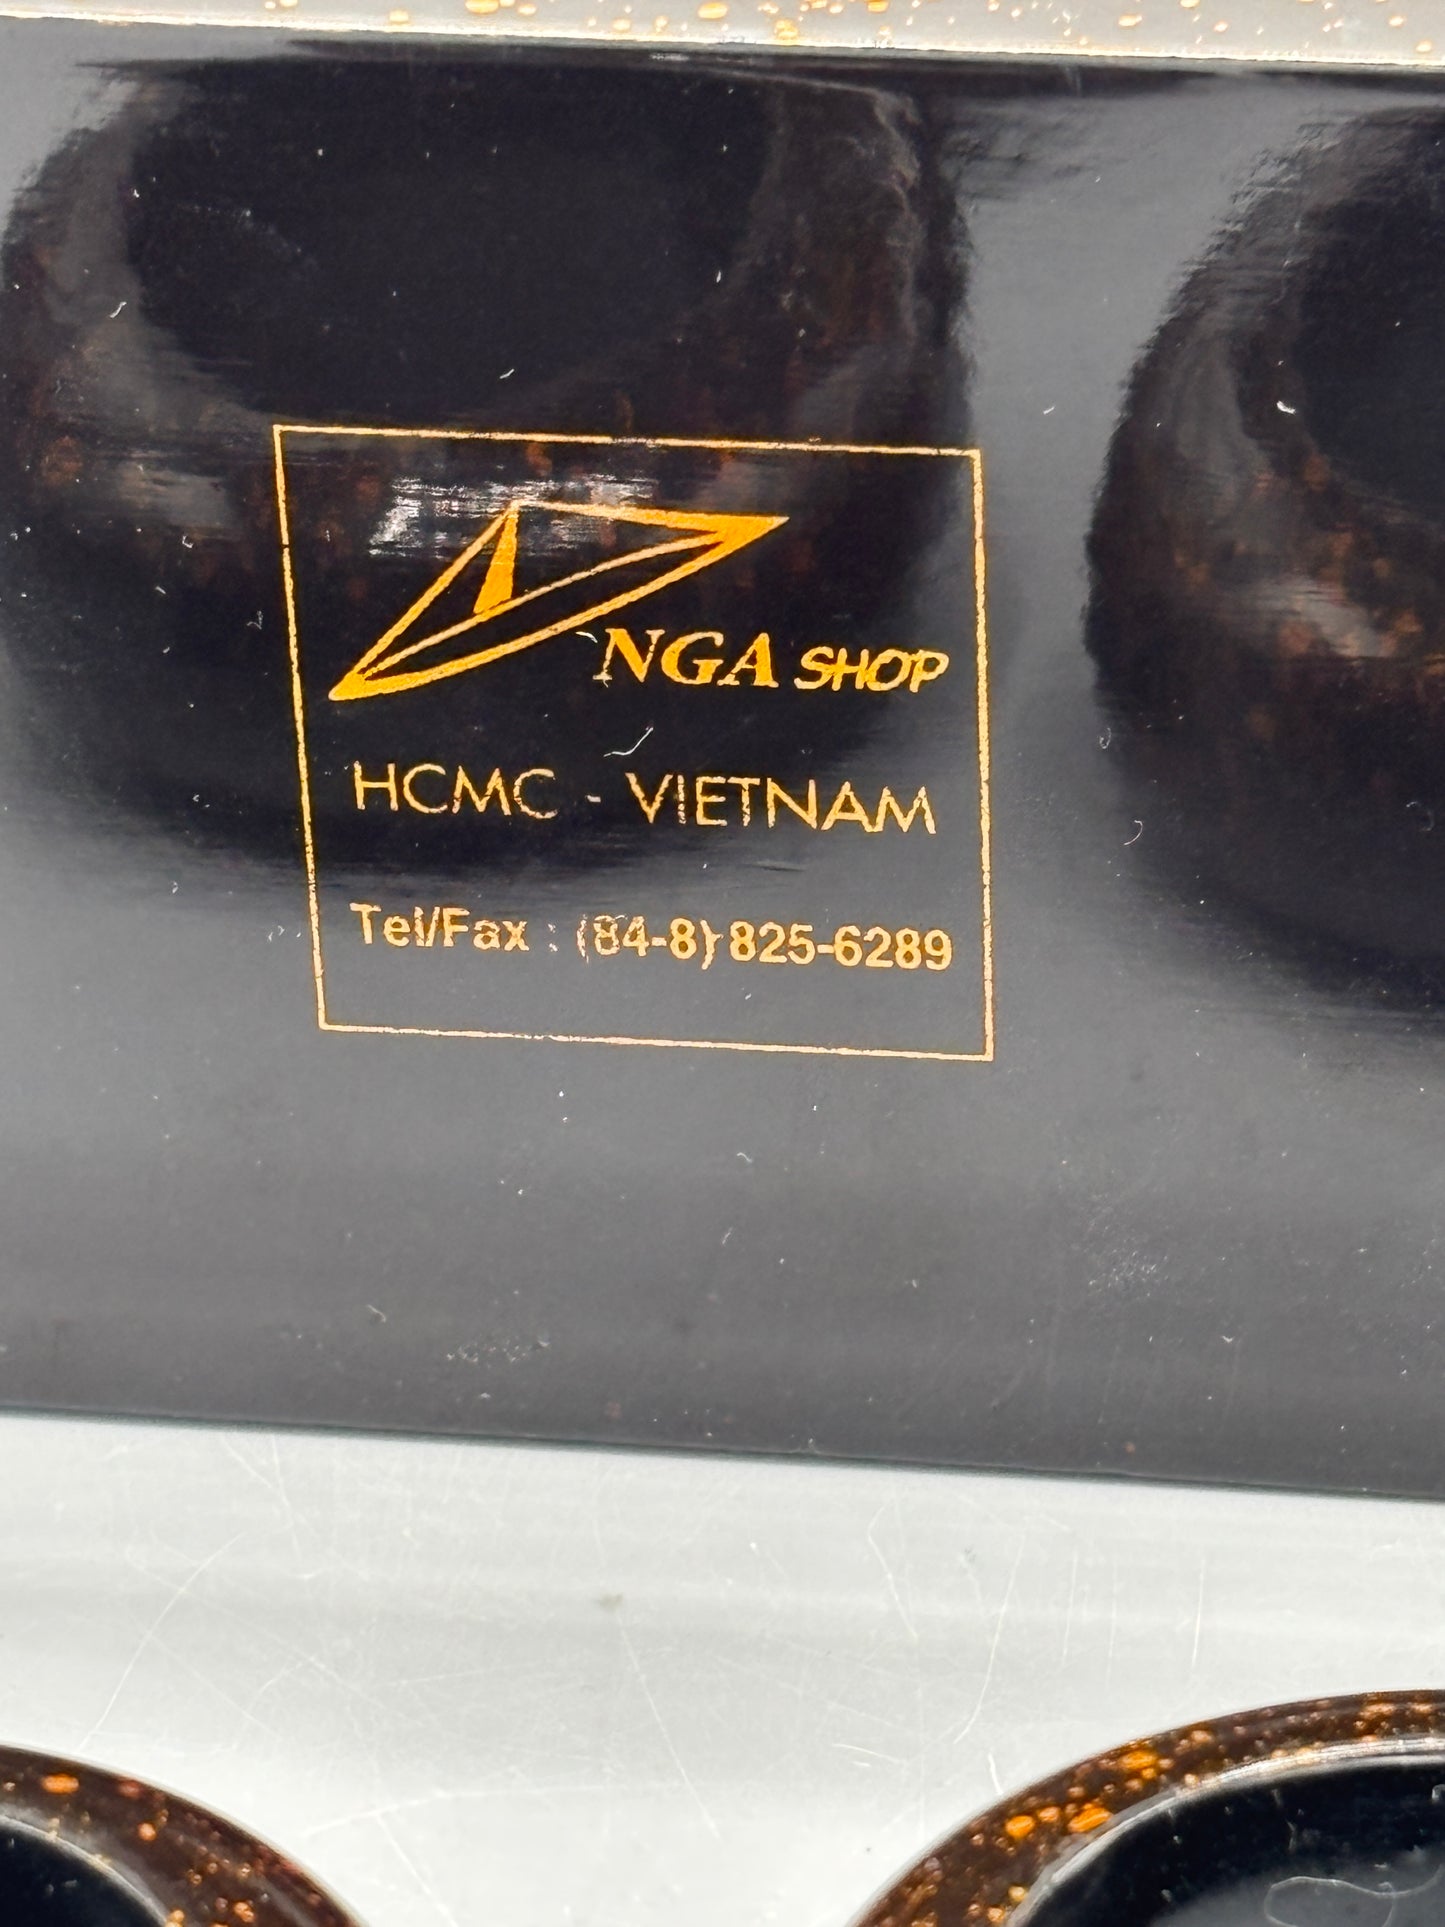 NGA SHOP
HCMC - VIETNAM
Tel/Fax : (84-8) 825-6289